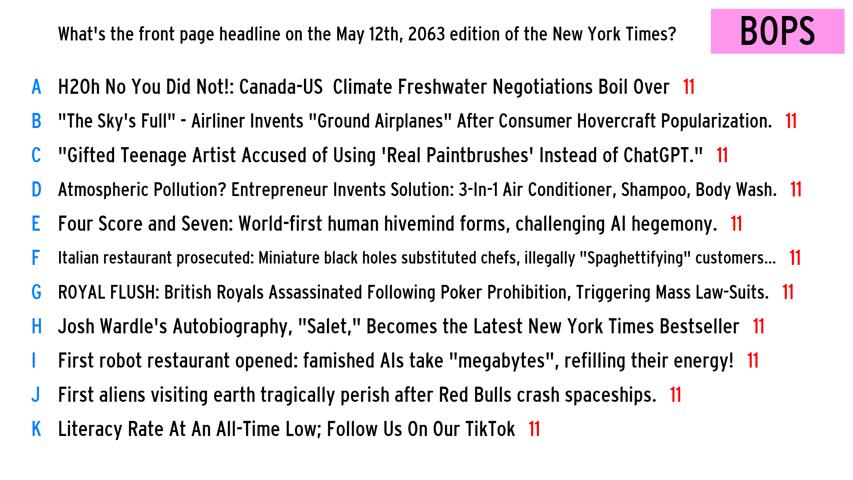 What's the front page headline on the May 12th, 2063 edition of the New York Times?
BOPS
A H2Oh No You Did Not!: Canada-US Climate Freshwater Negotiations Boil Over 11
B "The Sky's Full" - Airliner Invents "Ground Airplanes" After Consumer Hovercraft Popularization. 11
C "Gifted Teenage Artist Accused of Using 'Real Paintbrushes' Instead of ChatGPT." 11
D Atmospheric Pollution? Entrepreneur Invents Solution: 3-In-1 Air Conditioner, Shampoo, Body Wash. 11
E Four Score and Seven: World-first human hivemind forms, challenging AI hegemony. 11
F Italian restaurant prosecuted: Miniature black holes substituted chefs, illegally "Spaghettifying" customers... 11
G ROYAL FLUSH: British Royals Assassinated Following Poker Prohibition, Triggering Mass Law-Suits. 11
H Josh Wardle's Autobiography, "Salet," Becomes the Latest New York Times Bestseller 11
I First robot restaurant opened: famished AIs take "megabytes", refilling their energy! 11
J First aliens visiting earth tragically perish after Red Bulls crash spaceships. 11
K Literacy Rate At An All-Time Low; Follow Us On Our TikTok 11